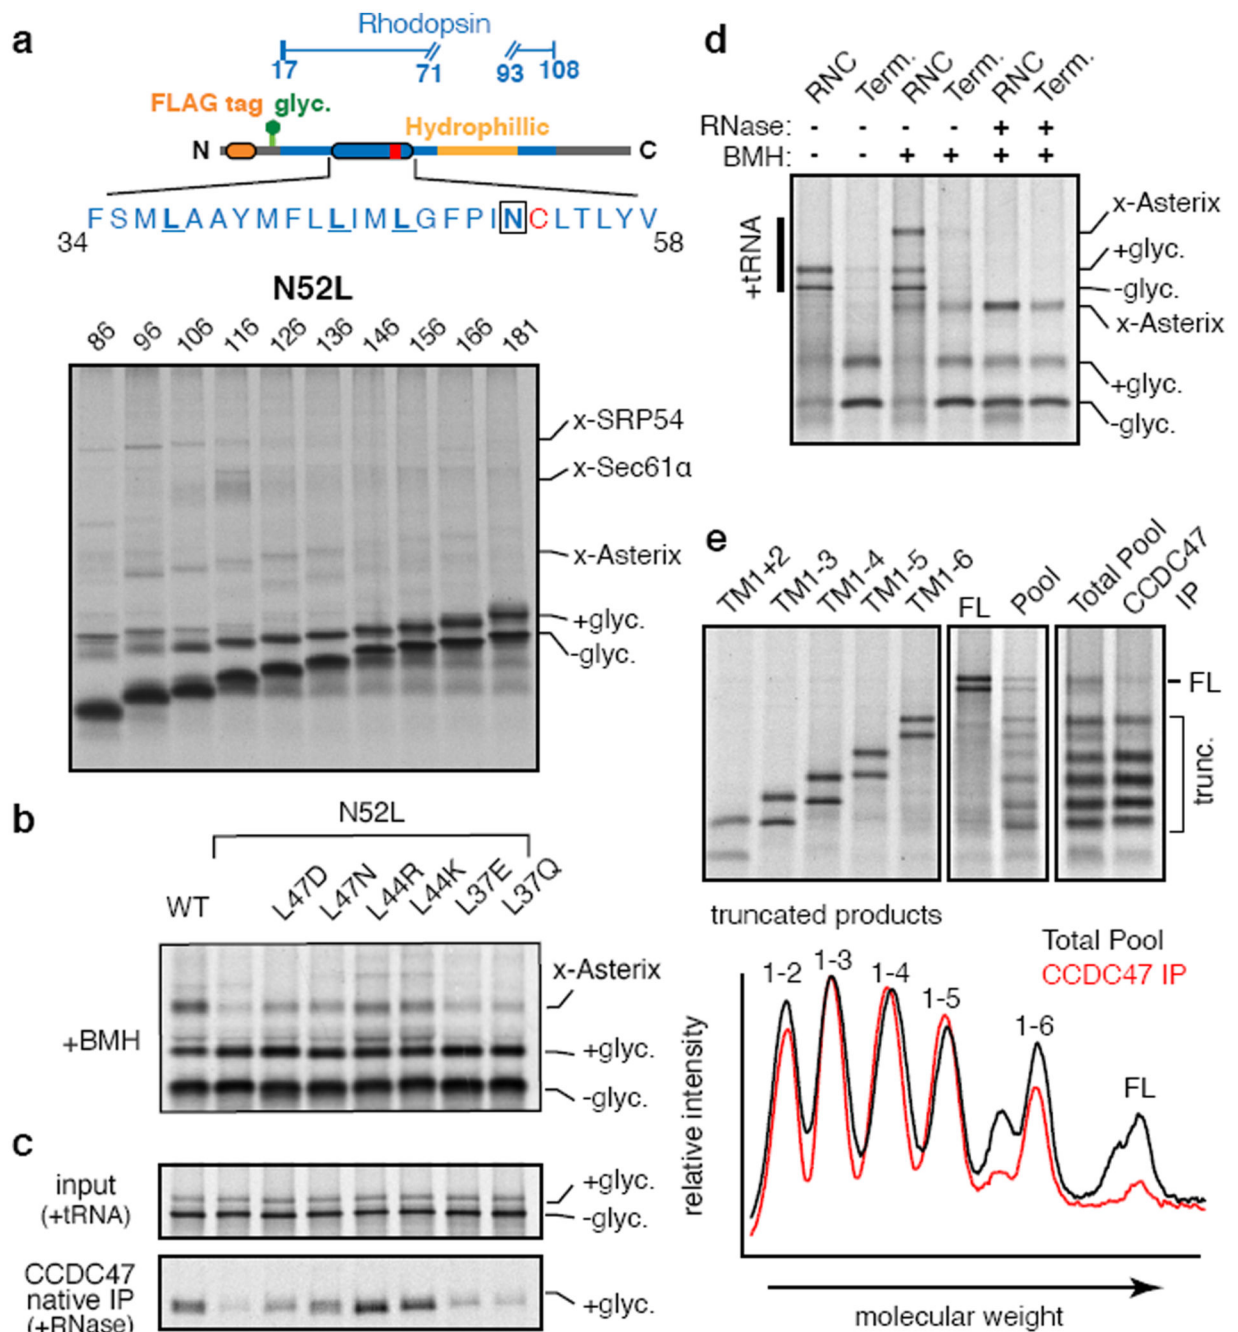 a
Rhodopsin
17 71 93 108
FLAG tag glyc.
Hydrophillic
N C
F S M L A A Y M F L L I M L G F P I N C L T L Y V
34 58
N52L
86 96 106 116 126 136 146 156 166 181
x-SRP54
x-Sec61α
x-Asterix
+glyc.
-glyc.
b
N52L
WT L47D L47N L44R L44K L37E L37Q
x-Asterix
+BMH
+glyc.
-glyc.
c
input
(+tRNA)
+glyc.
-glyc.
CCDC47
native IP
(+RNase)
+glyc.
d
RNC Term. RNC Term. RNC Term.
RNase: - - - - + +
BMH: - - + + + +
+tRNA
x-Asterix
+glyc.
-glyc.
x-Asterix
+glyc.
-glyc.
e
TM1+2 TM1-3 TM1-4 TM1-5 TM1-6 FL Pool Total Pool CCDC47 IP
FL
trunc.
truncated products
Total Pool
CCDC47 IP
1-2 1-3 1-4 1-5 1-6 FL
relative intensity
molecular weight